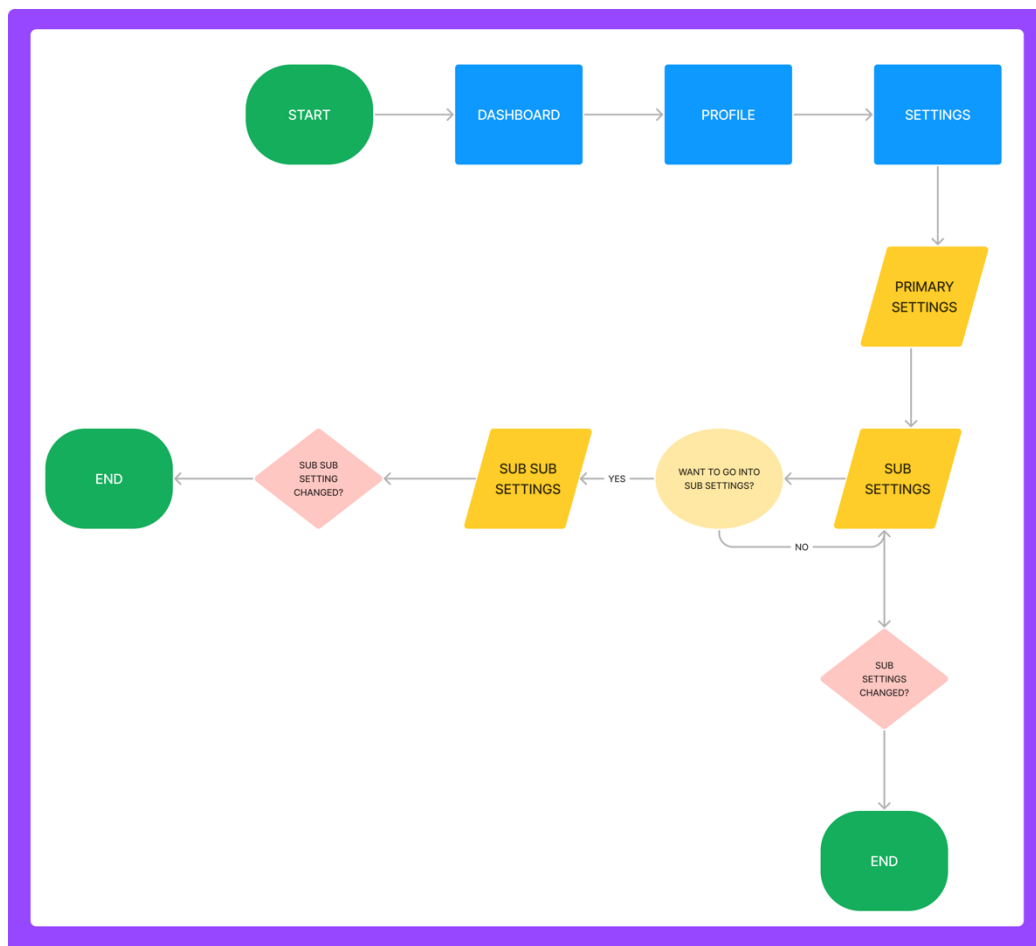 START
DASHBOARD
PROFILE
SETTINGS
PRIMARY
SETTINGS
END
SUB SUB
SETTING
CHANGED?
SUB SUB
SETTINGS
YES
WANT TO GO INTO
SUB SETTINGS?
SUB
SETTINGS
NO
SUB
SETTINGS
CHANGED?
END